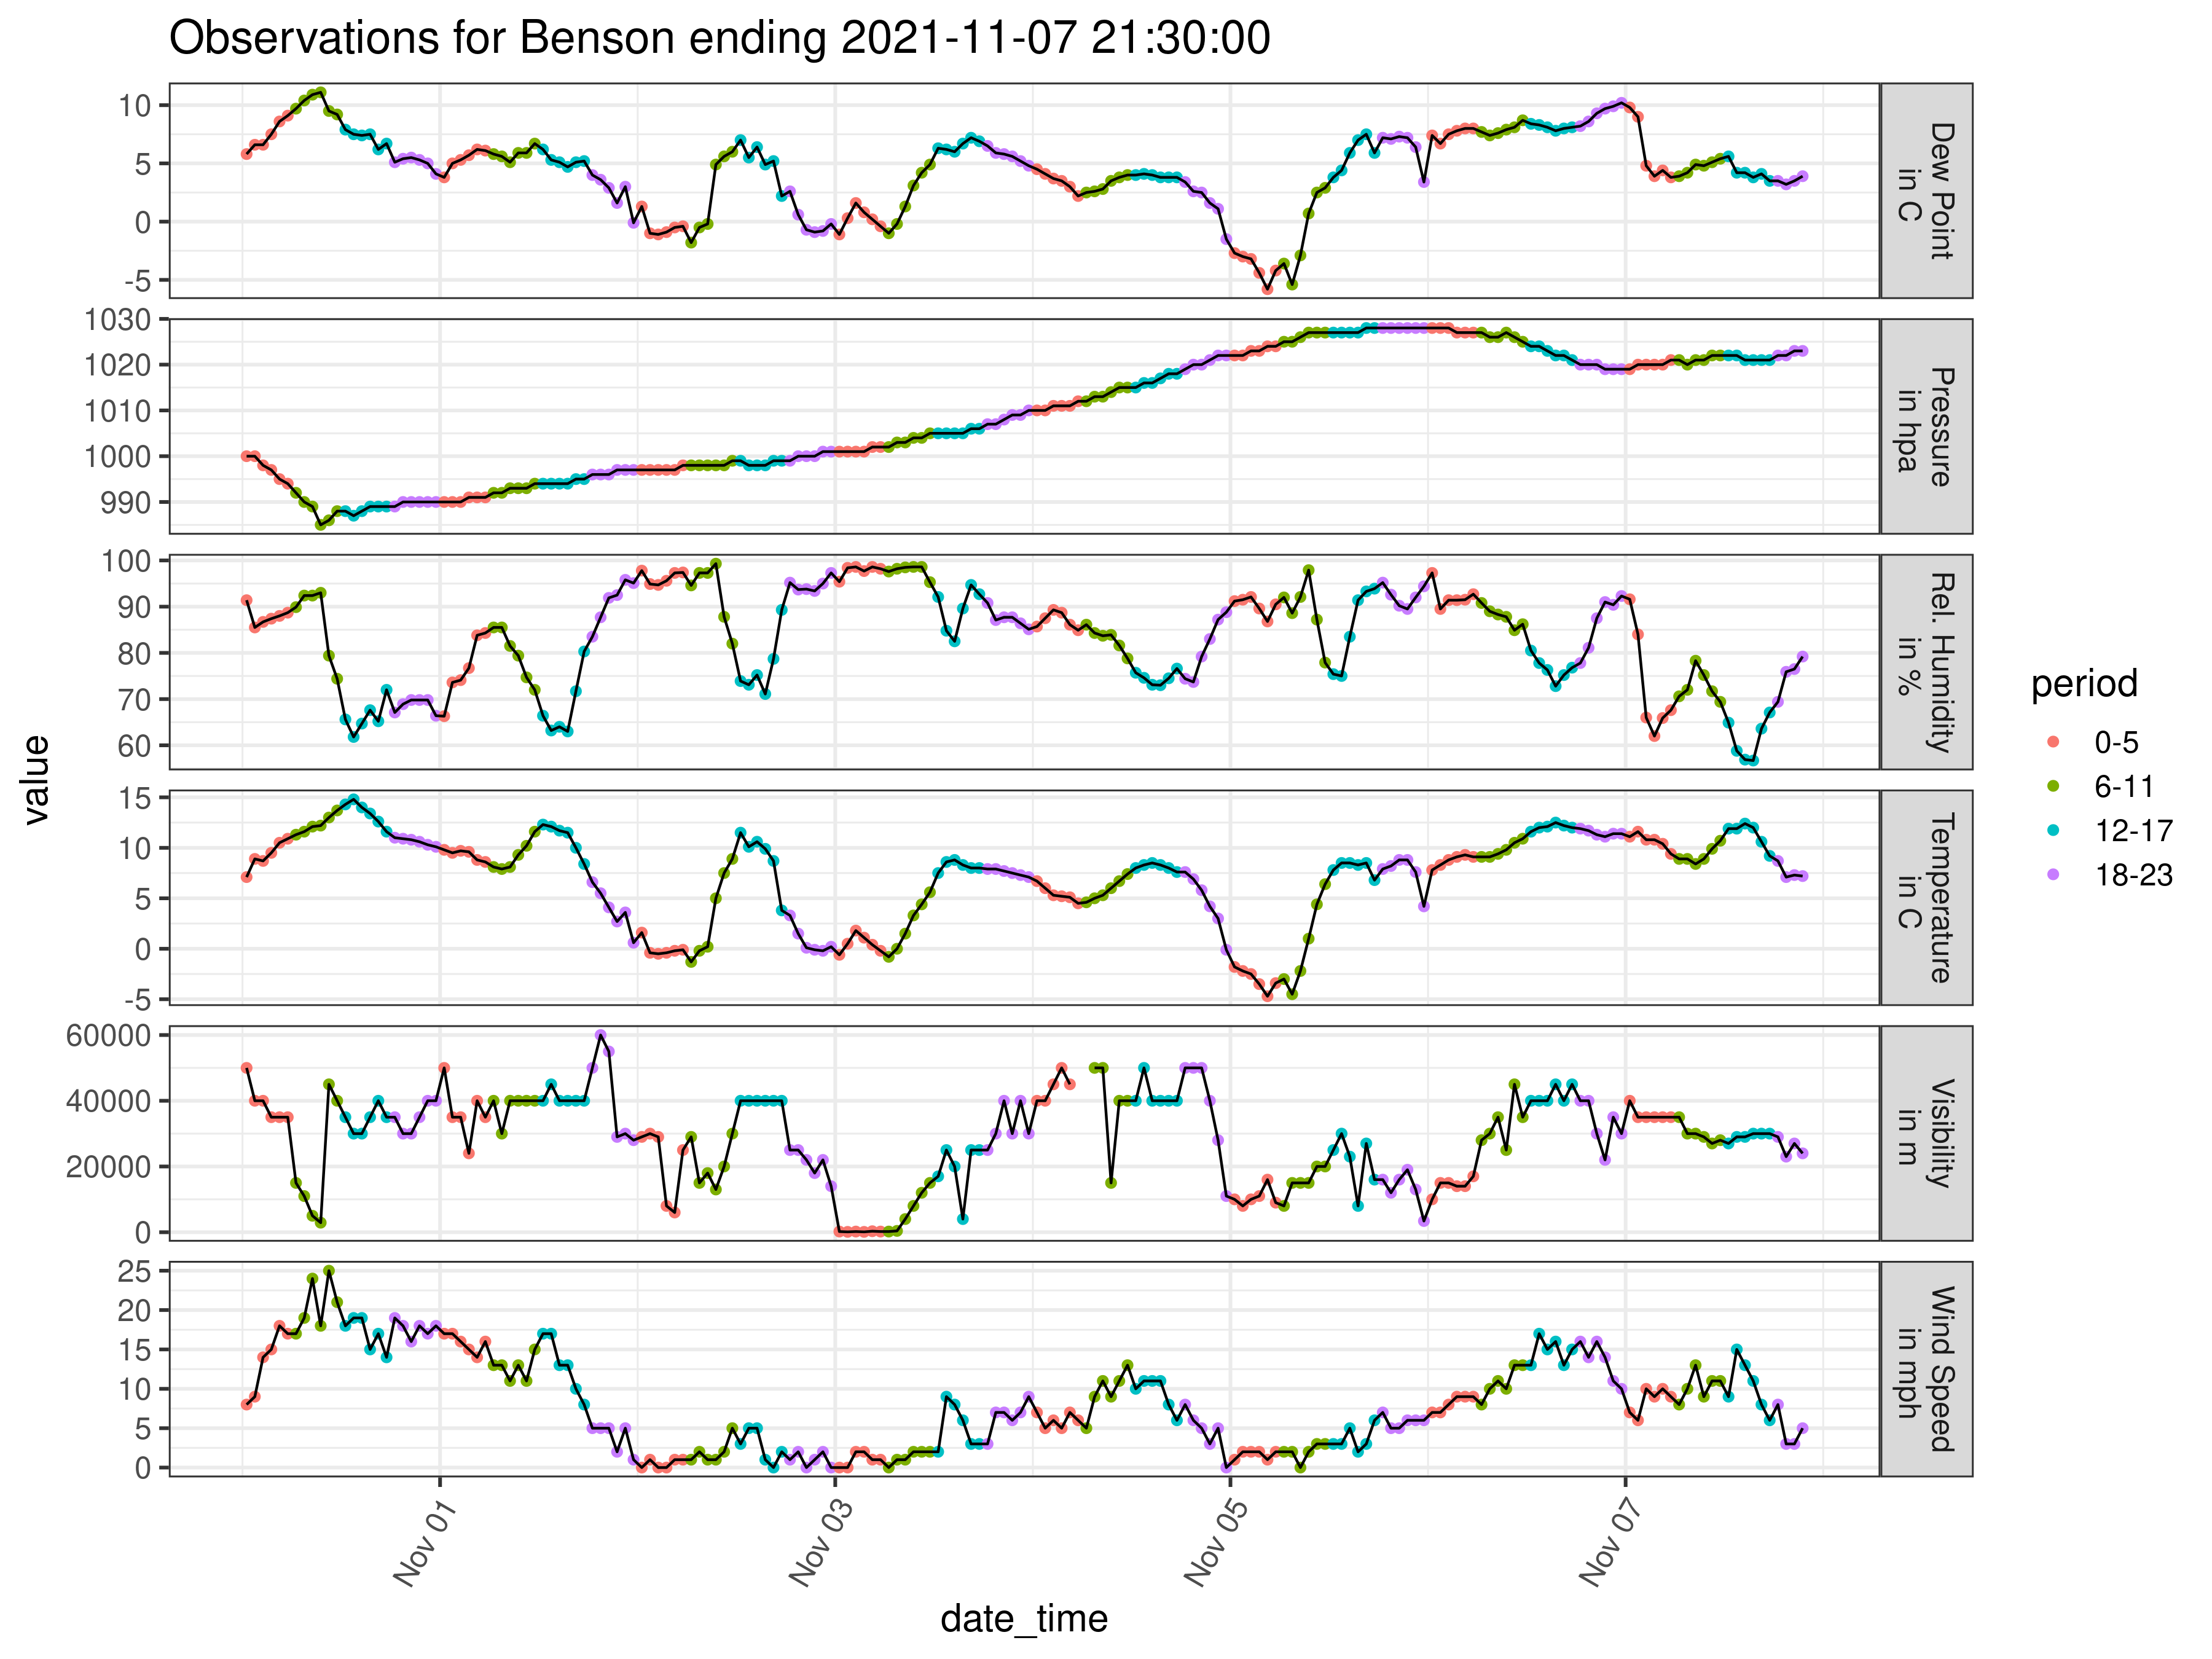 Observations for Benson ending 2021-11-07 21:30:00
value
10
5
0
-5
Dew Point
in C
1030
1020
1010
1000
990
Pressure
in hpa
100
90
80
70
60
Rel. Humidity
in %
15
10
5
0
-5
Temperature
in C
60000
40000
20000
0
Visibility
in m
25
20
15
10
5
0
Wind Speed
in mph
Nov 01
Nov 03
Nov 05
Nov 07
date_time
period
0-5
6-11
12-17
18-23